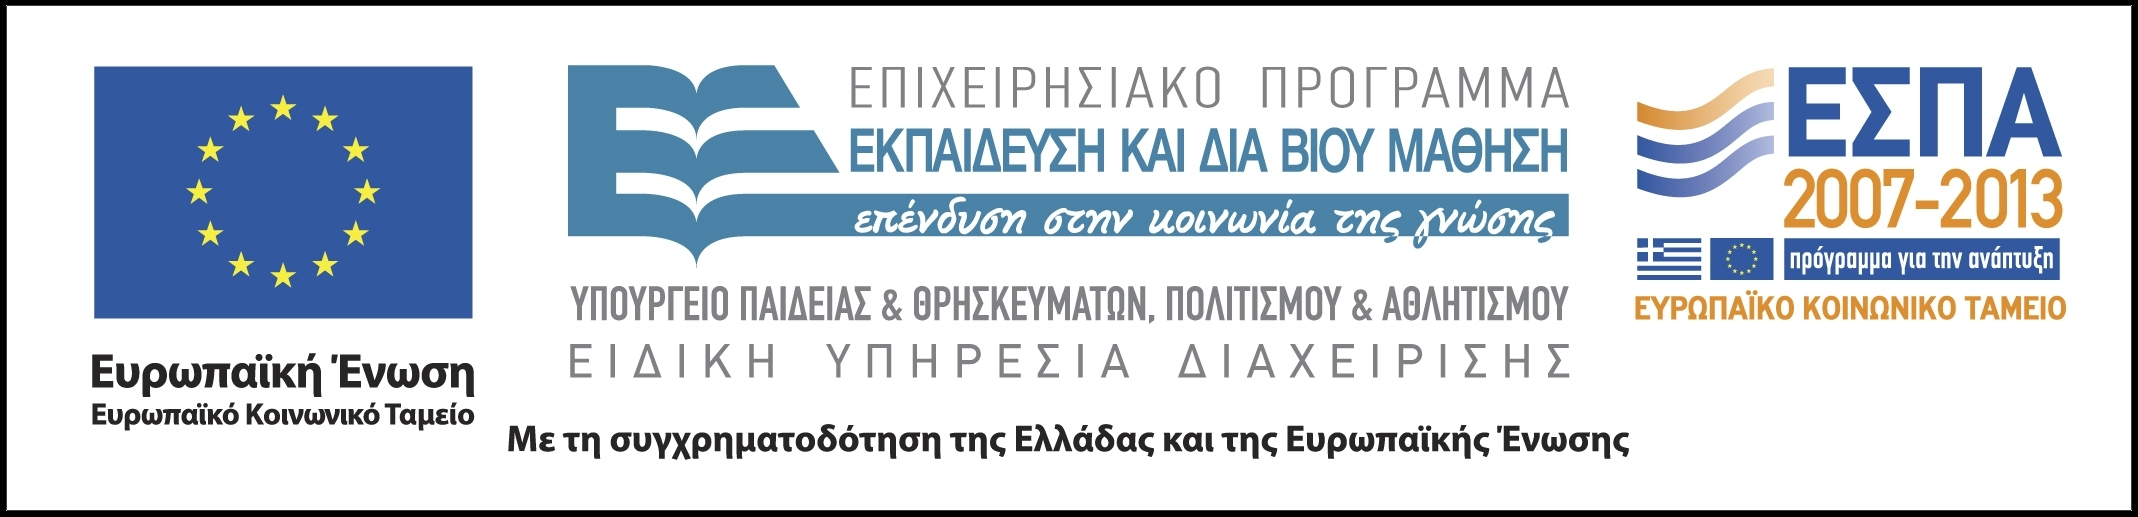 Ευρωπαϊκή Ένωση
Ευρωπαϊκό Κοινωνικό Ταμείο
ΕΠΙΧΕΙΡΗΣΙΑΚΟ ΠΡΟΓΡΑΜΜΑ
ΕΚΠΑΙΔΕΥΣΗ ΚΑΙ ΔΙΑ ΒΙΟΥ ΜΑΘΗΣΗ
επένδυση στην κοινωνία της γνώσης
ΥΠΟΥΡΓΕΙΟ ΠΑΙΔΕΙΑΣ & ΘΡΗΣΚΕΥΜΑΤΩΝ, ΠΟΛΙΤΙΣΜΟΥ & ΑΘΛΗΤΙΣΜΟΥ
ΕΙΔΙΚΗ ΥΠΗΡΕΣΙΑ ΔΙΑΧΕΙΡΙΣΗΣ
Με τη συγχρηματοδότηση της Ελλάδας και της Ευρωπαϊκής Ένωσης
ΕΣΠΑ
2007-2013
πρόγραμμα για την ανάπτυξη
ΕΥΡΩΠΑΪΚΟ ΚΟΙΝΩΝΙΚΟ ΤΑΜΕΙΟ